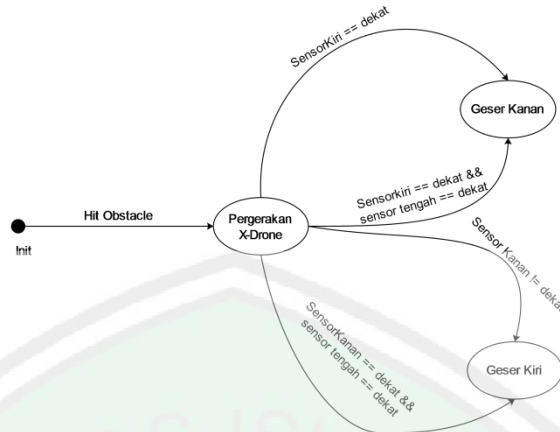 SensorKiri == dekat
Geser Kanan
Sensorkiri == dekat &&
sensor tengah == dekat
Hit Obstacle
Pergerakan
X-Drone
Init
Sensor Kanan != dekat
SensorKanan == dekat &&
sensor tengah == dekat
Geser Kiri